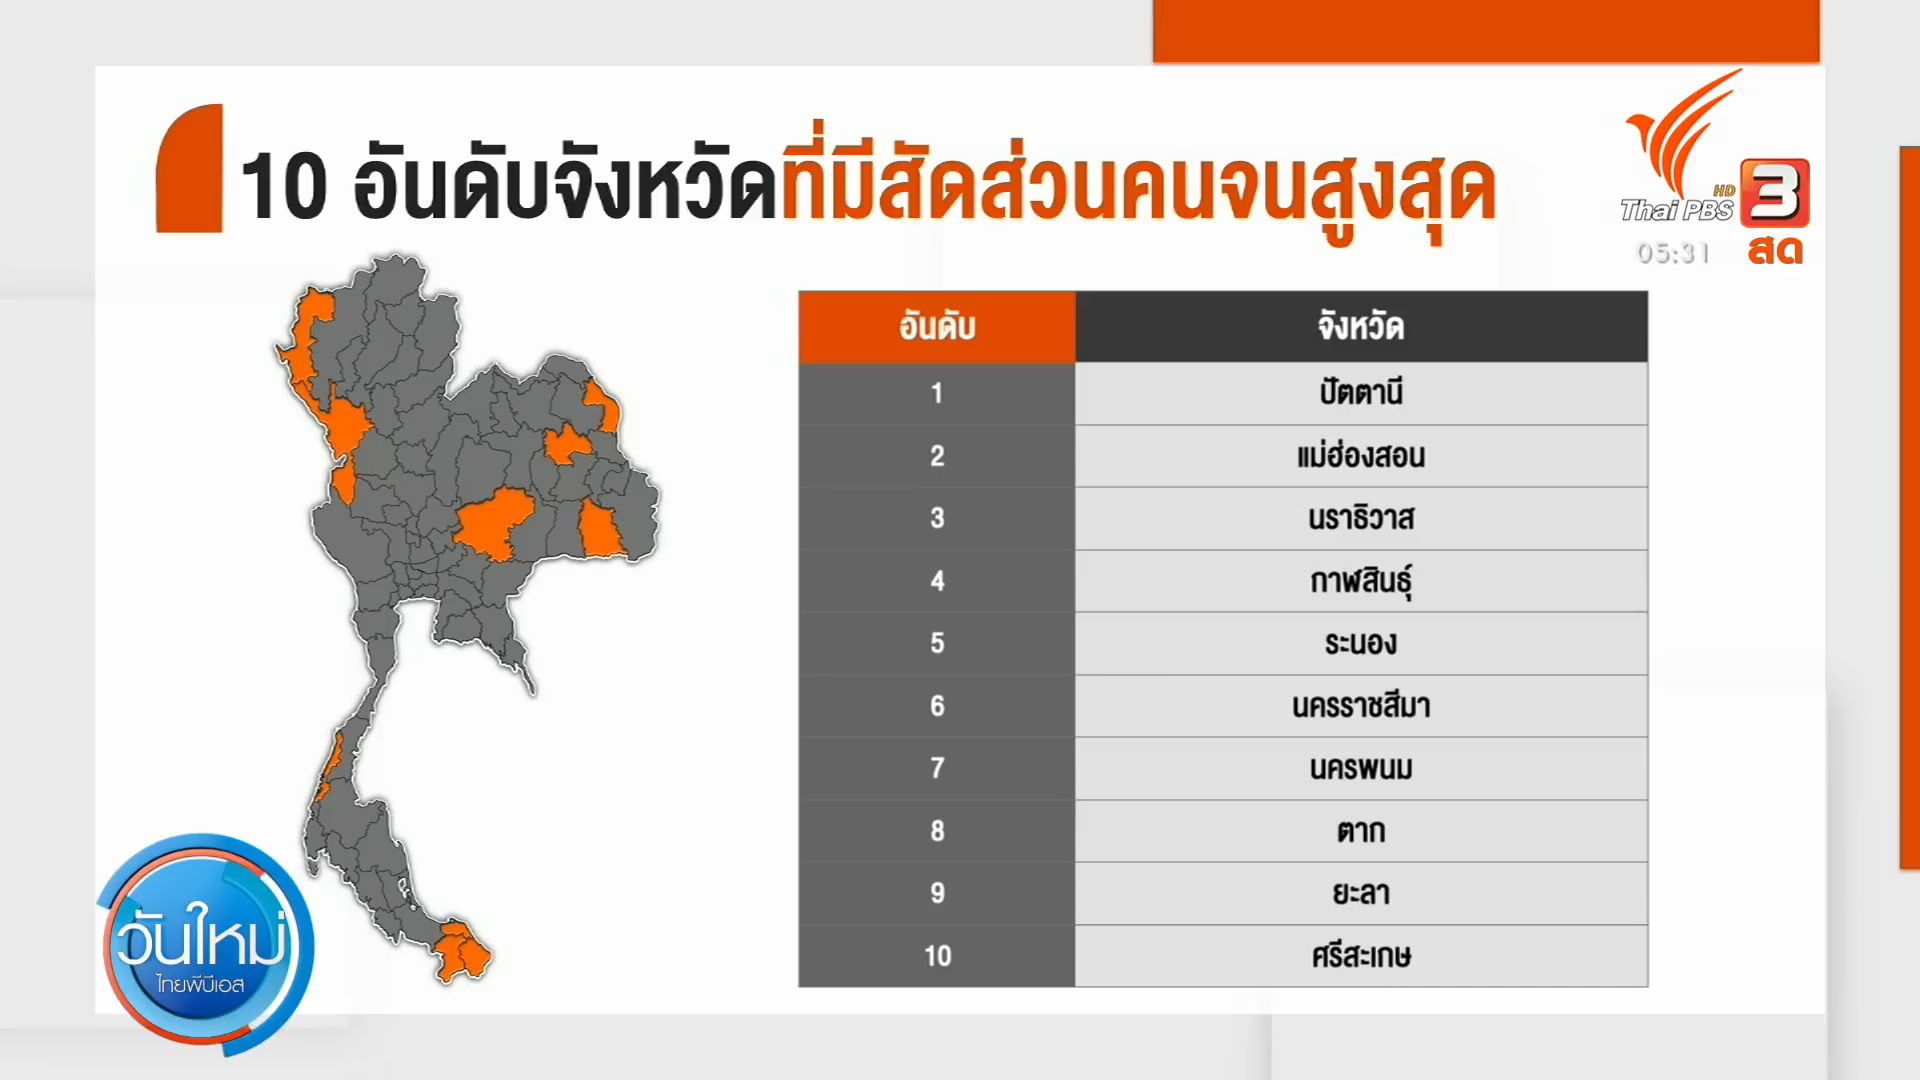 10 อันดับจังหวัดที่มีสัดส่วนคนจนสูงสุด
HD
Thai PBS 3
05:31 สด
อันดับ จังหวัด
1 ปัตตานี
2 แม่ฮ่องสอน
3 นราธิวาส
4 กาฬสินธุ์
5 ระนอง
6 นครราชสีมา
7 นครพนม
8 ตาก
9 ยะลา
10 ศรีสะเกษ
วันใหม่
ไทยพีบีเอส